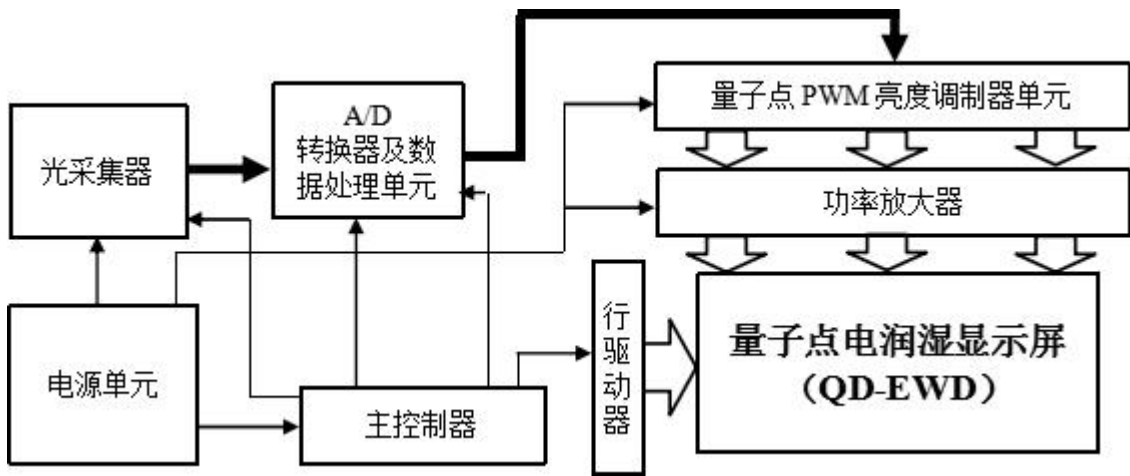 A/D
转换器及数
据处理单元
量子点 PWM 亮度调制器单元
光采集器
功率放大器
行
驱
动
器
量子点电润湿显示屏
（QD-EWD）
电源单元
主控制器